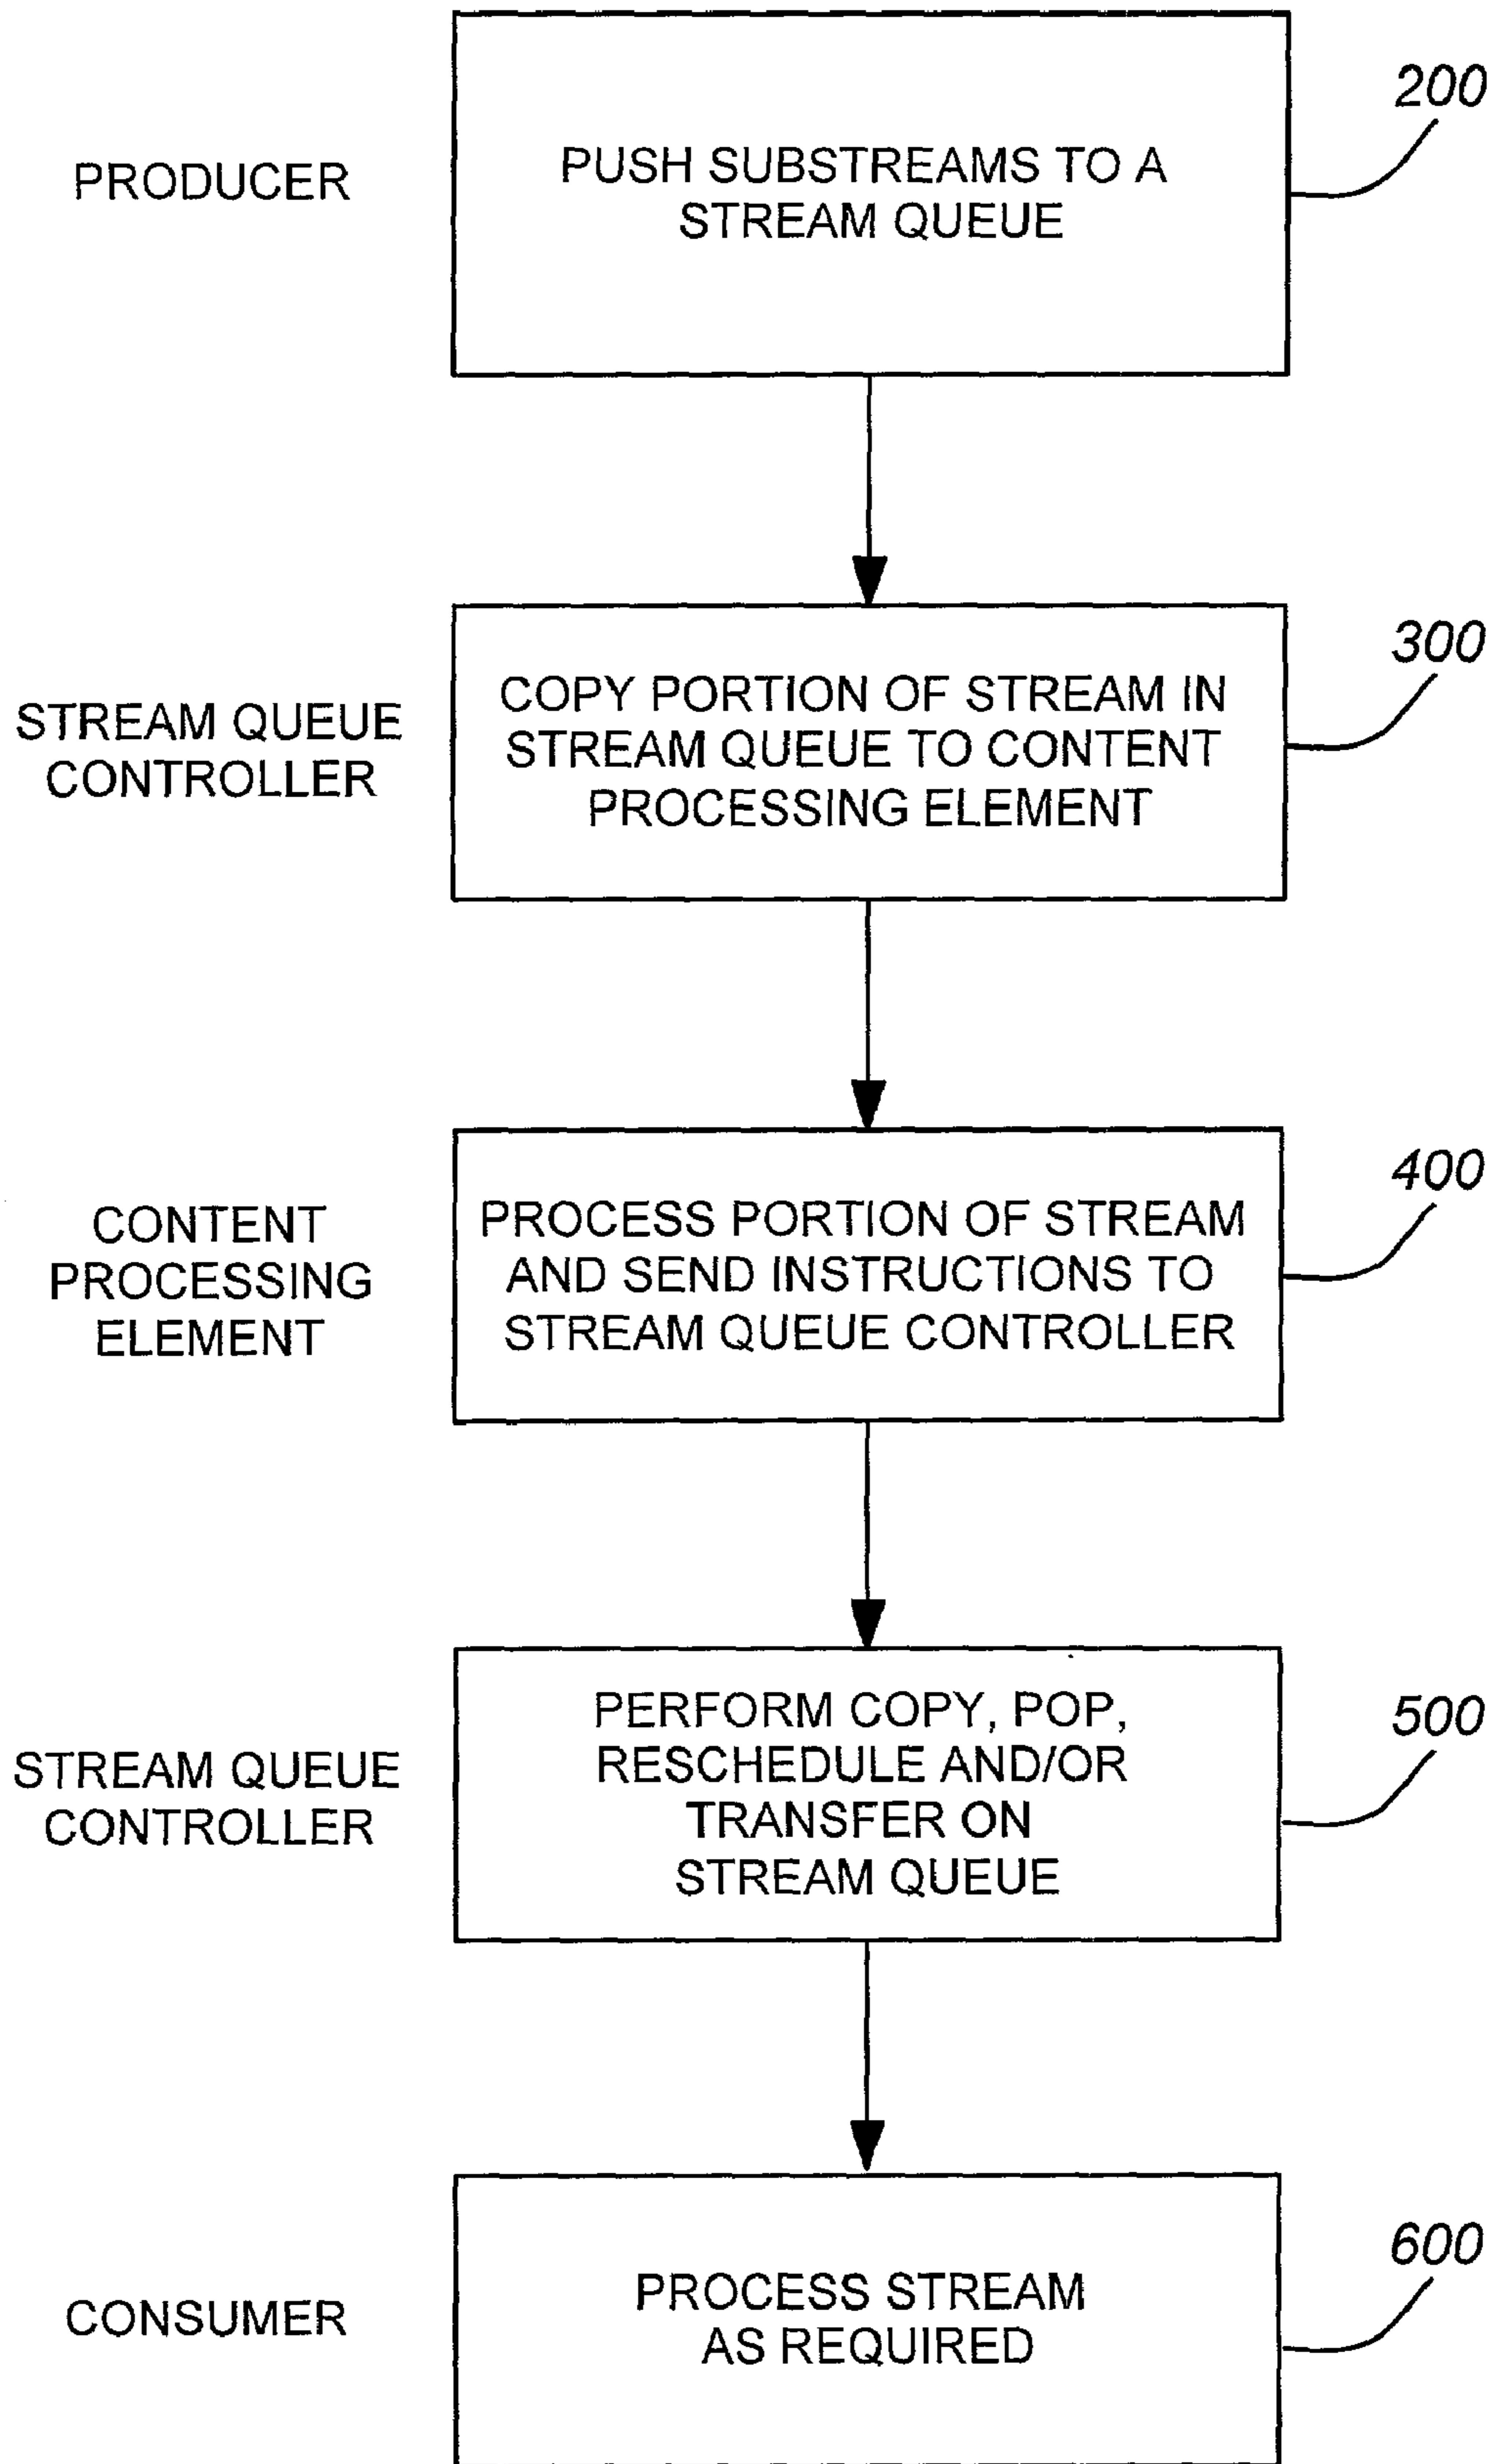 200
PRODUCER
PUSH SUBSTREAMS TO A
STREAM QUEUE
300
STREAM QUEUE
CONTROLLER
COPY PORTION OF STREAM IN
STREAM QUEUE TO CONTENT
PROCESSING ELEMENT
400
CONTENT
PROCESSING
ELEMENT
PROCESS PORTION OF STREAM
AND SEND INSTRUCTIONS TO
STREAM QUEUE CONTROLLER
500
STREAM QUEUE
CONTROLLER
PERFORM COPY, POP,
RESCHEDULE AND/OR
TRANSFER ON
STREAM QUEUE
600
CONSUMER
PROCESS STREAM
AS REQUIRED